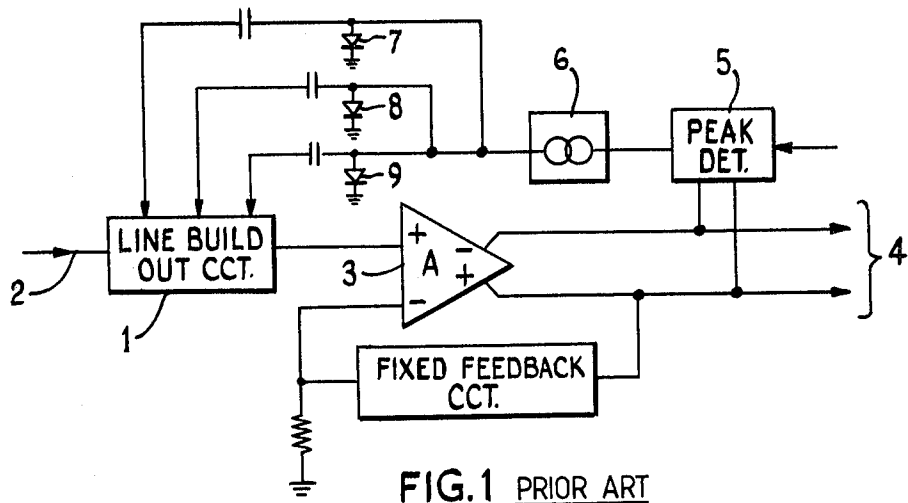 7
8
9
6
5
PEAK
DET.
LINE BUILD
OUT CCT.
2
1
3
+
A
-
+
-
4
FIXED FEEDBACK
CCT.
FIG.1 PRIOR ART